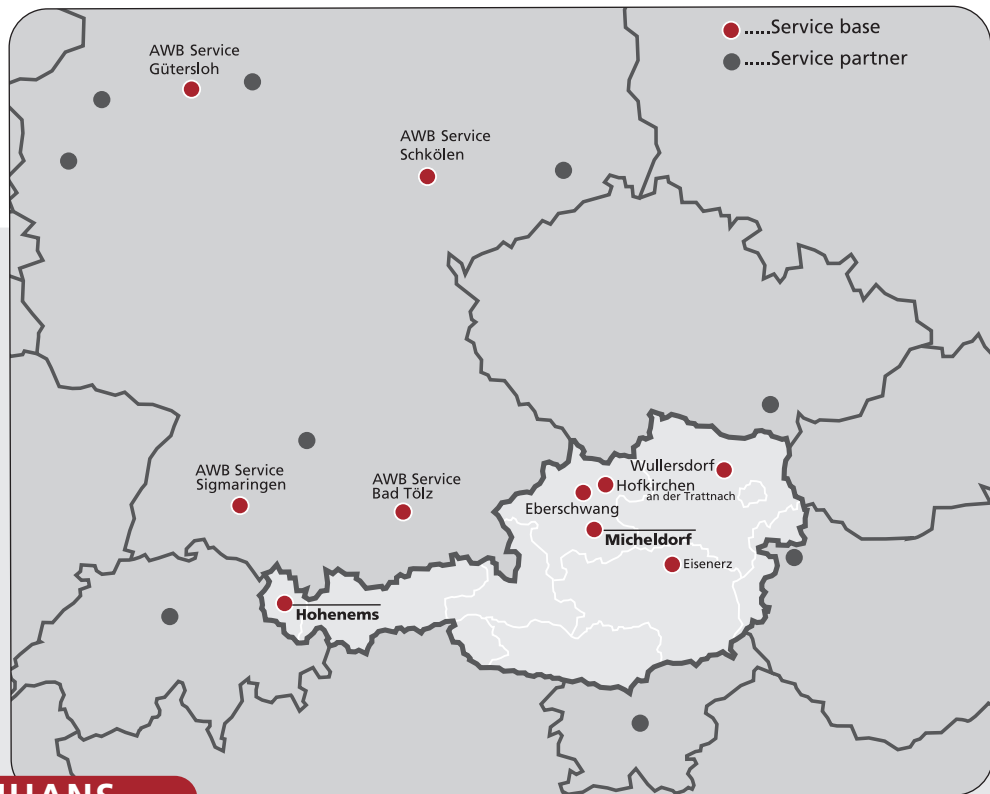 .....Service base
.....Service partner
AWB Service
Gütersloh
AWB Service
Schkölen
AWB Service
Sigmaringen
AWB Service
Bad Tölz
Wullersdorf
Hofkirchen
an der Trattnach
Eberschwang
Micheldorf
Eisenerz
Hohenems